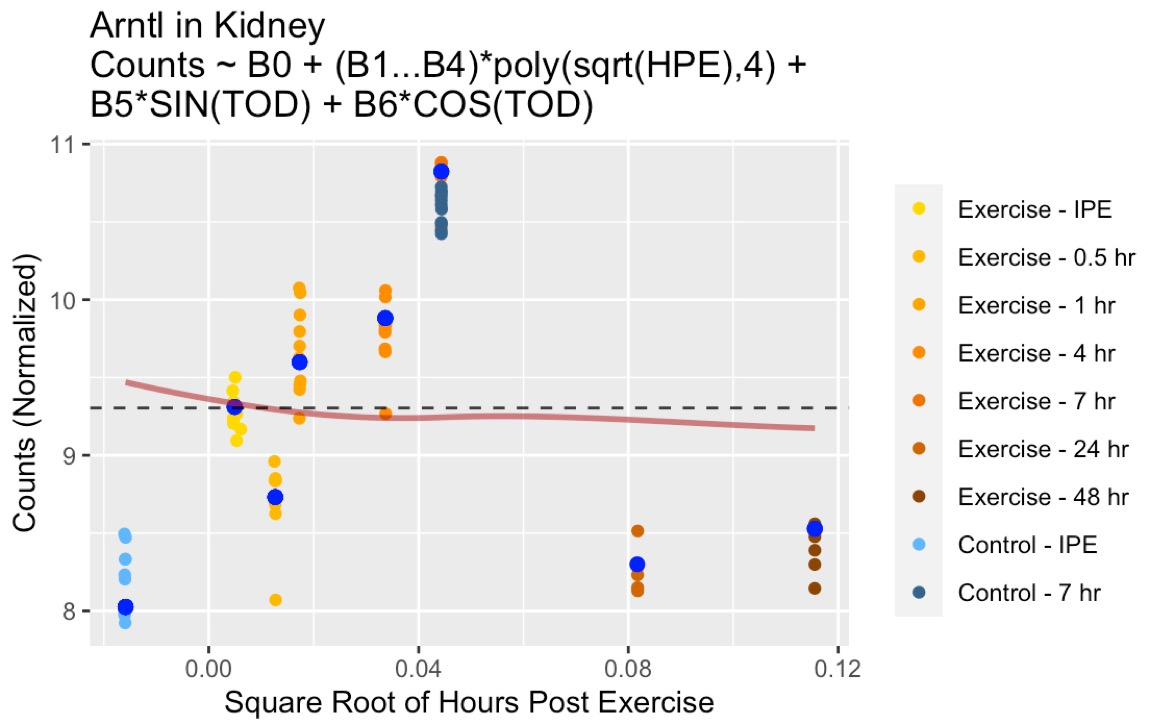 Arntl in Kidney
Counts ~ B0 + (B1...B4)*poly(sqrt(HPE),4) +
B5*SIN(TOD) + B6*COS(TOD)
11
10
9
8
Counts (Normalized)
0.00
0.04
0.08
0.12
Square Root of Hours Post Exercise
Exercise - IPE
Exercise - 0.5 hr
Exercise - 1 hr
Exercise - 4 hr
Exercise - 7 hr
Exercise - 24 hr
Exercise - 48 hr
Control - IPE
Control - 7 hr